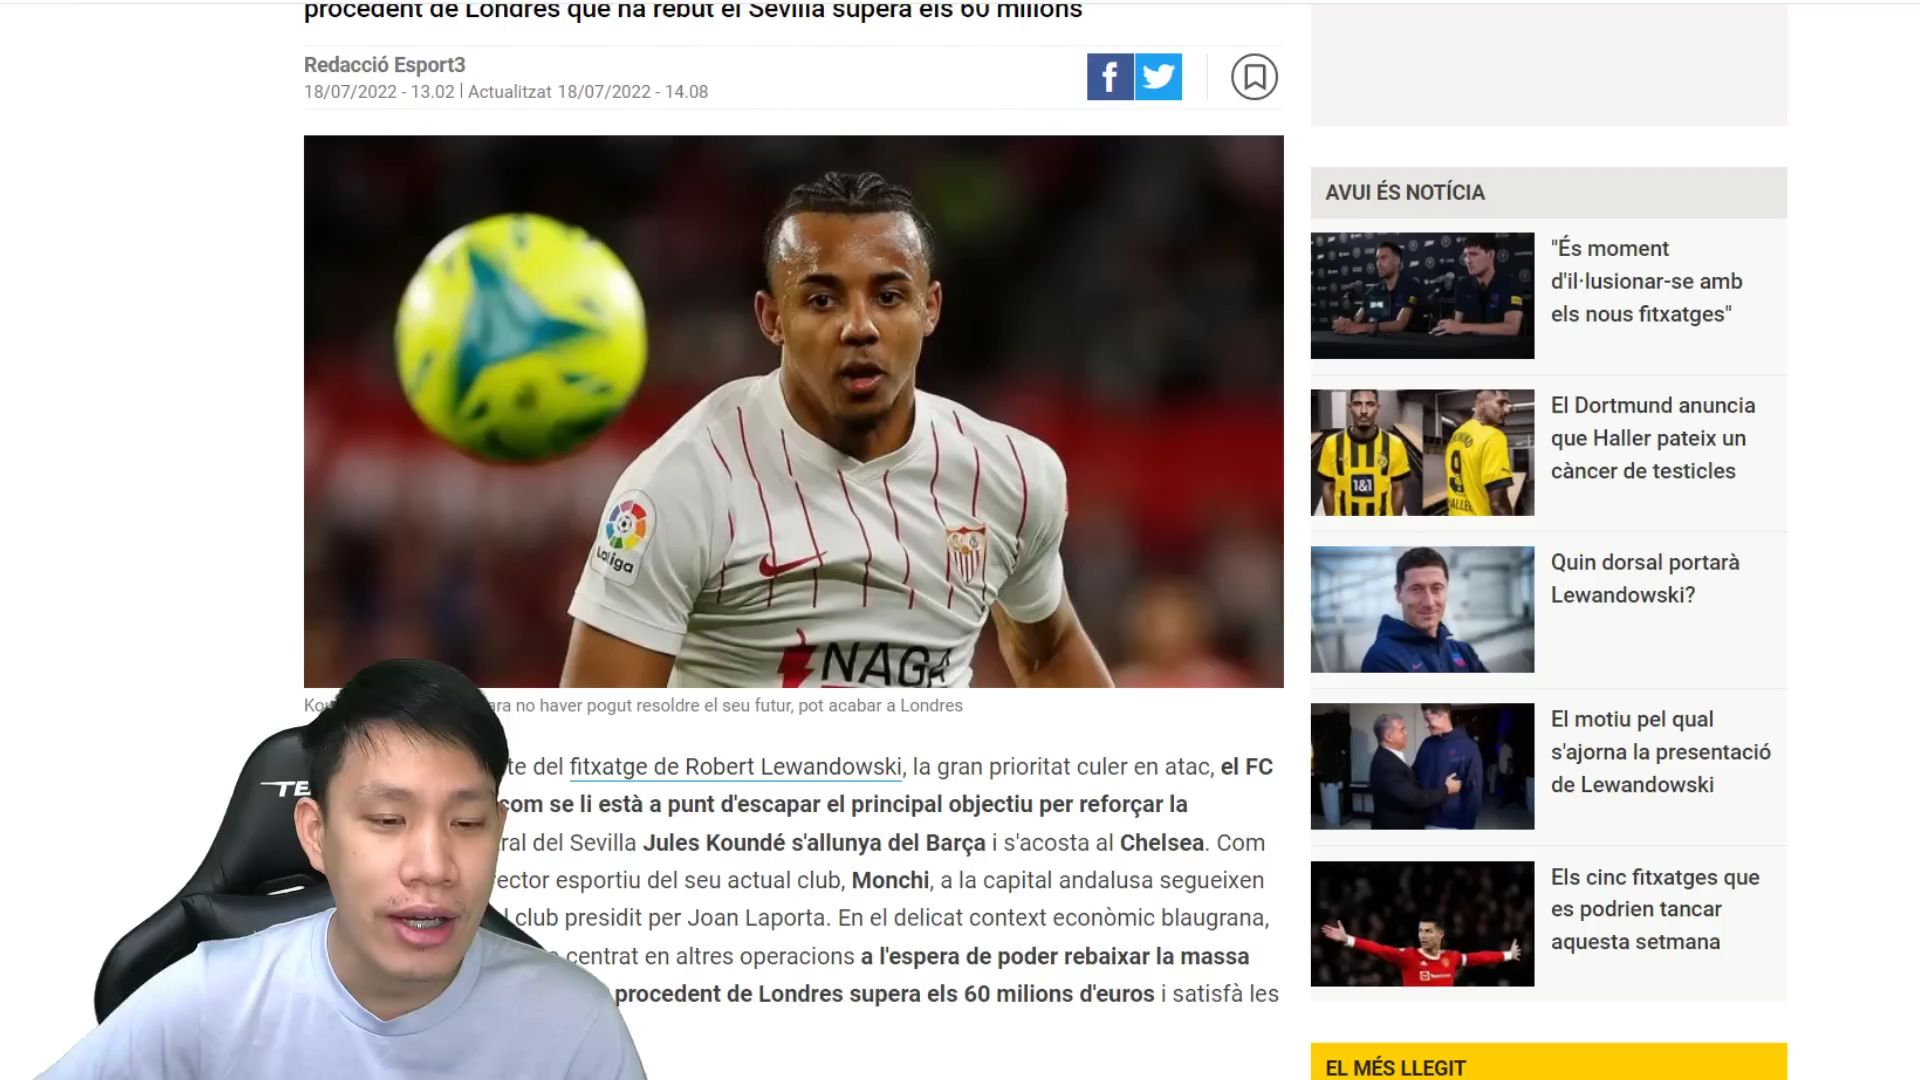 procedent de Londres que ha rebut el Sevilla supera els 60 milions
Redacció Esport3
18/07/2022 - 13.02 | Actualitzat 18/07/2022 - 14.08
LaLiga
NAGA
ara no haver pogut resoldre el seu futur, pot acabar a Londres
te del fitxatge de Robert Lewandowski, la gran prioritat culer en atac, el FC
com se li està a punt d'escapar el principal objectiu per reforçar la
ral del Sevilla Jules Koundé s'allunya del Barça i s'acosta al Chelsea. Com
rector esportiu del seu actual club, Monchi, a la capital andalusa segueixen
l club presidit per Joan Laporta. En el delicat context econòmic blaugrana,
centrat en altres operacions a l'espera de poder rebaixar la massa
procedent de Londres supera els 60 milions d'euros i satisfà les
AVUI ÉS NOTÍCIA
"És moment
d'il·lusionar-se amb
els nous fitxatges"
1&1
9
El Dortmund anuncia
que Haller pateix un
càncer de testicles
Quin dorsal portarà
Lewandowski?
El motiu pel qual
s'ajorna la presentació
de Lewandowski
Els cinc fitxatges que
es podrien tancar
aquesta setmana
EL MÉS LLEGIT